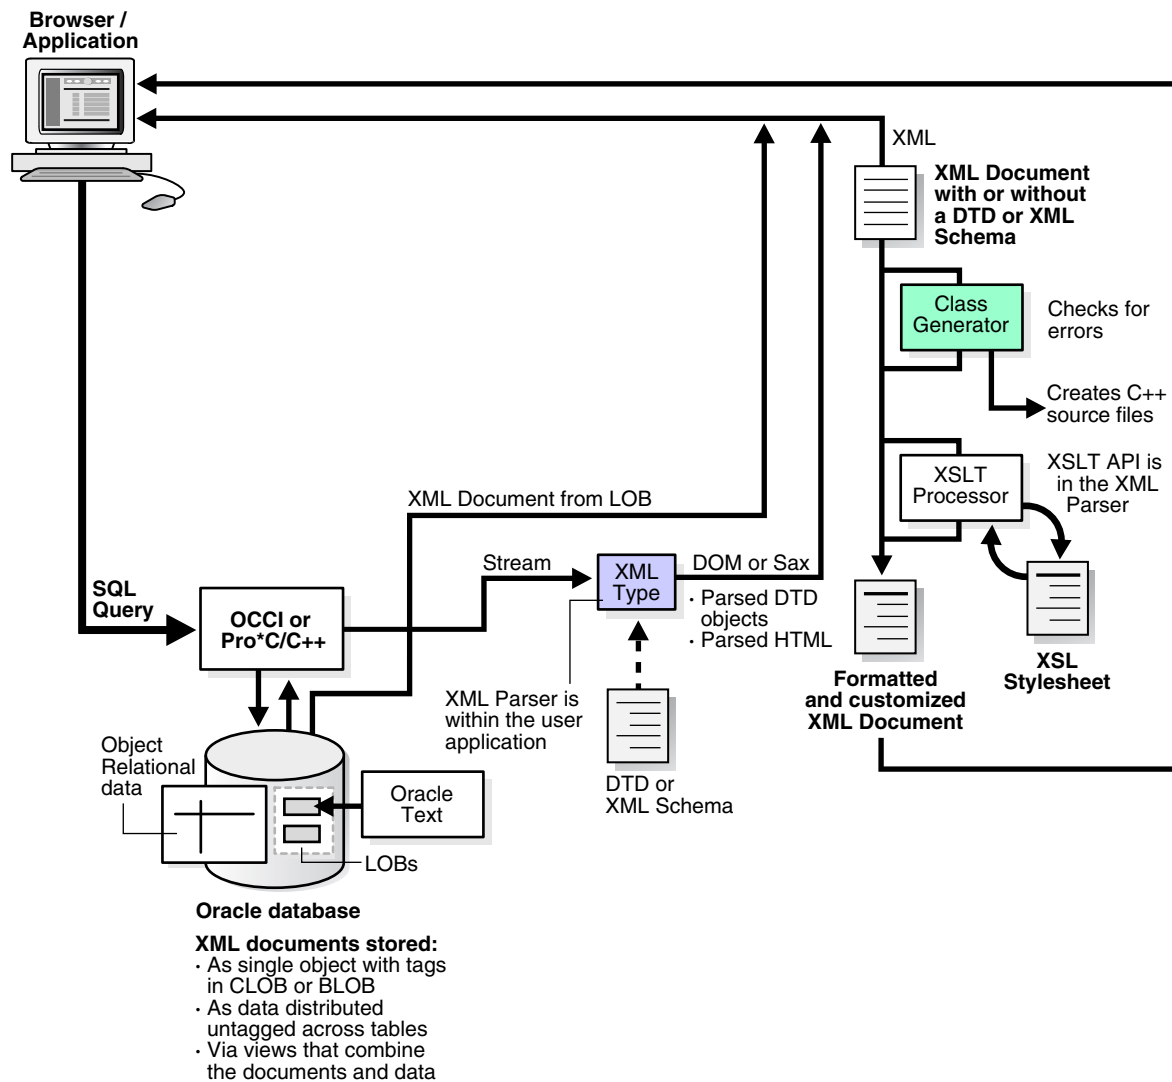 Browser /
Application
XML
XML Document
with or without
a DTD or XML
Schema
Class
Generator
Checks for
errors
Creates C++
source files
XSLT
Processor
XSLT API is
in the XML
Parser
XML Document from LOB
Stream
XML
Type
DOM or Sax
· Parsed DTD
objects
· Parsed HTML
SQL
Query
OCCI or
Pro*C/C++
XSL
Stylesheet
Formatted
and customized
XML Document
XML Parser is
within the user
application
DTD or
XML Schema
Object
Relational
data
Oracle
Text
LOBs
Oracle database
XML documents stored:
· As single object with tags
in CLOB or BLOB
· As data distributed
untagged across tables
· Via views that combine
the documents and data